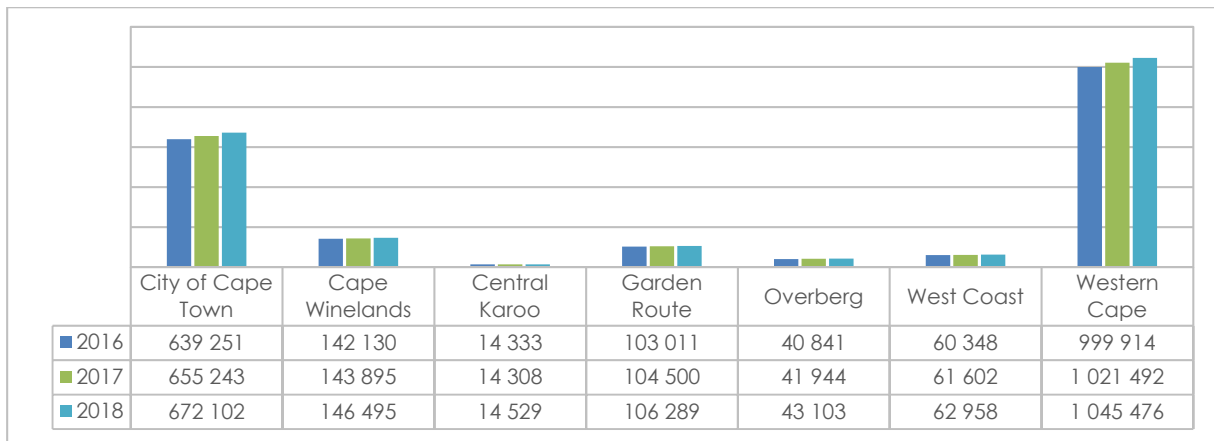 City of Cape Town Cape Winelands Central Karoo Garden Route Overberg West Coast Western Cape
2016 639 251 142 130 14 333 103 011 40 841 60 348 999 914
2017 655 243 143 895 14 308 104 500 41 944 61 602 1 021 492
2018 672 102 146 495 14 529 106 289 43 103 62 958 1 045 476